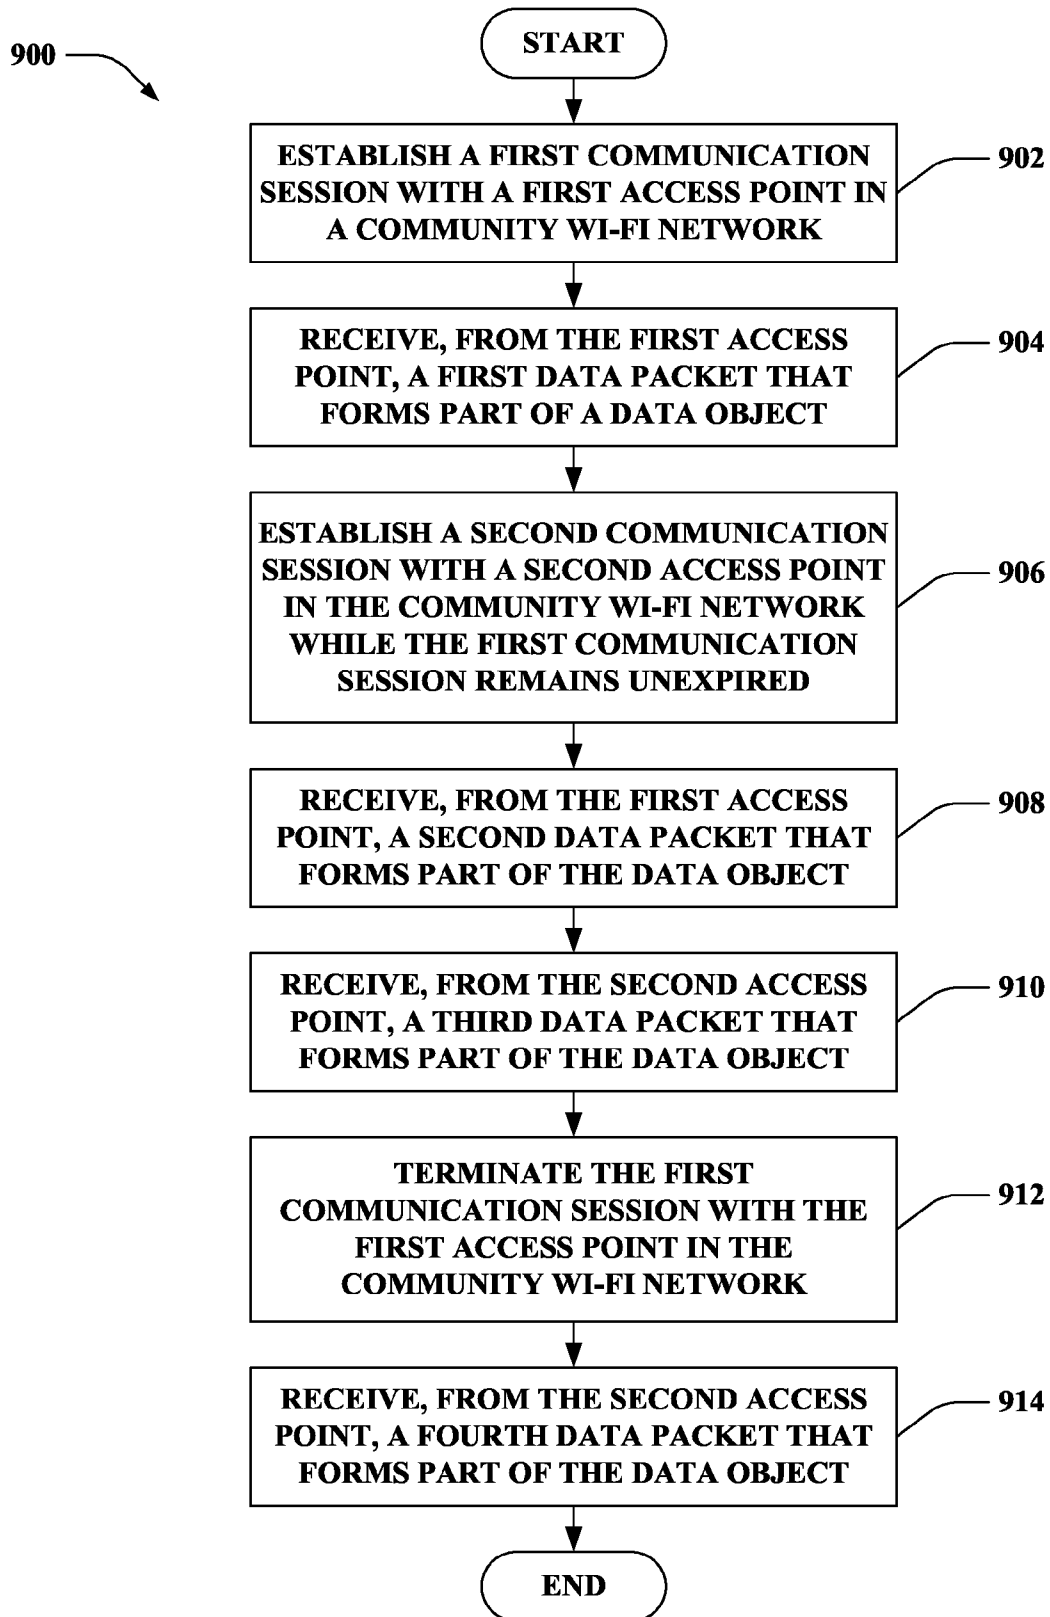 900
START
ESTABLISH A FIRST COMMUNICATION
SESSION WITH A FIRST ACCESS POINT IN
A COMMUNITY WI-FI NETWORK
902
RECEIVE, FROM THE FIRST ACCESS
POINT, A FIRST DATA PACKET THAT
FORMS PART OF A DATA OBJECT
904
ESTABLISH A SECOND COMMUNICATION
SESSION WITH A SECOND ACCESS POINT
IN THE COMMUNITY WI-FI NETWORK
WHILE THE FIRST COMMUNICATION
SESSION REMAINS UNEXPIRED
906
RECEIVE, FROM THE FIRST ACCESS
POINT, A SECOND DATA PACKET THAT
FORMS PART OF THE DATA OBJECT
908
RECEIVE, FROM THE SECOND ACCESS
POINT, A THIRD DATA PACKET THAT
FORMS PART OF THE DATA OBJECT
910
TERMINATE THE FIRST
COMMUNICATION SESSION WITH THE
FIRST ACCESS POINT IN THE
COMMUNITY WI-FI NETWORK
912
RECEIVE, FROM THE SECOND ACCESS
POINT, A FOURTH DATA PACKET THAT
FORMS PART OF THE DATA OBJECT
914
END